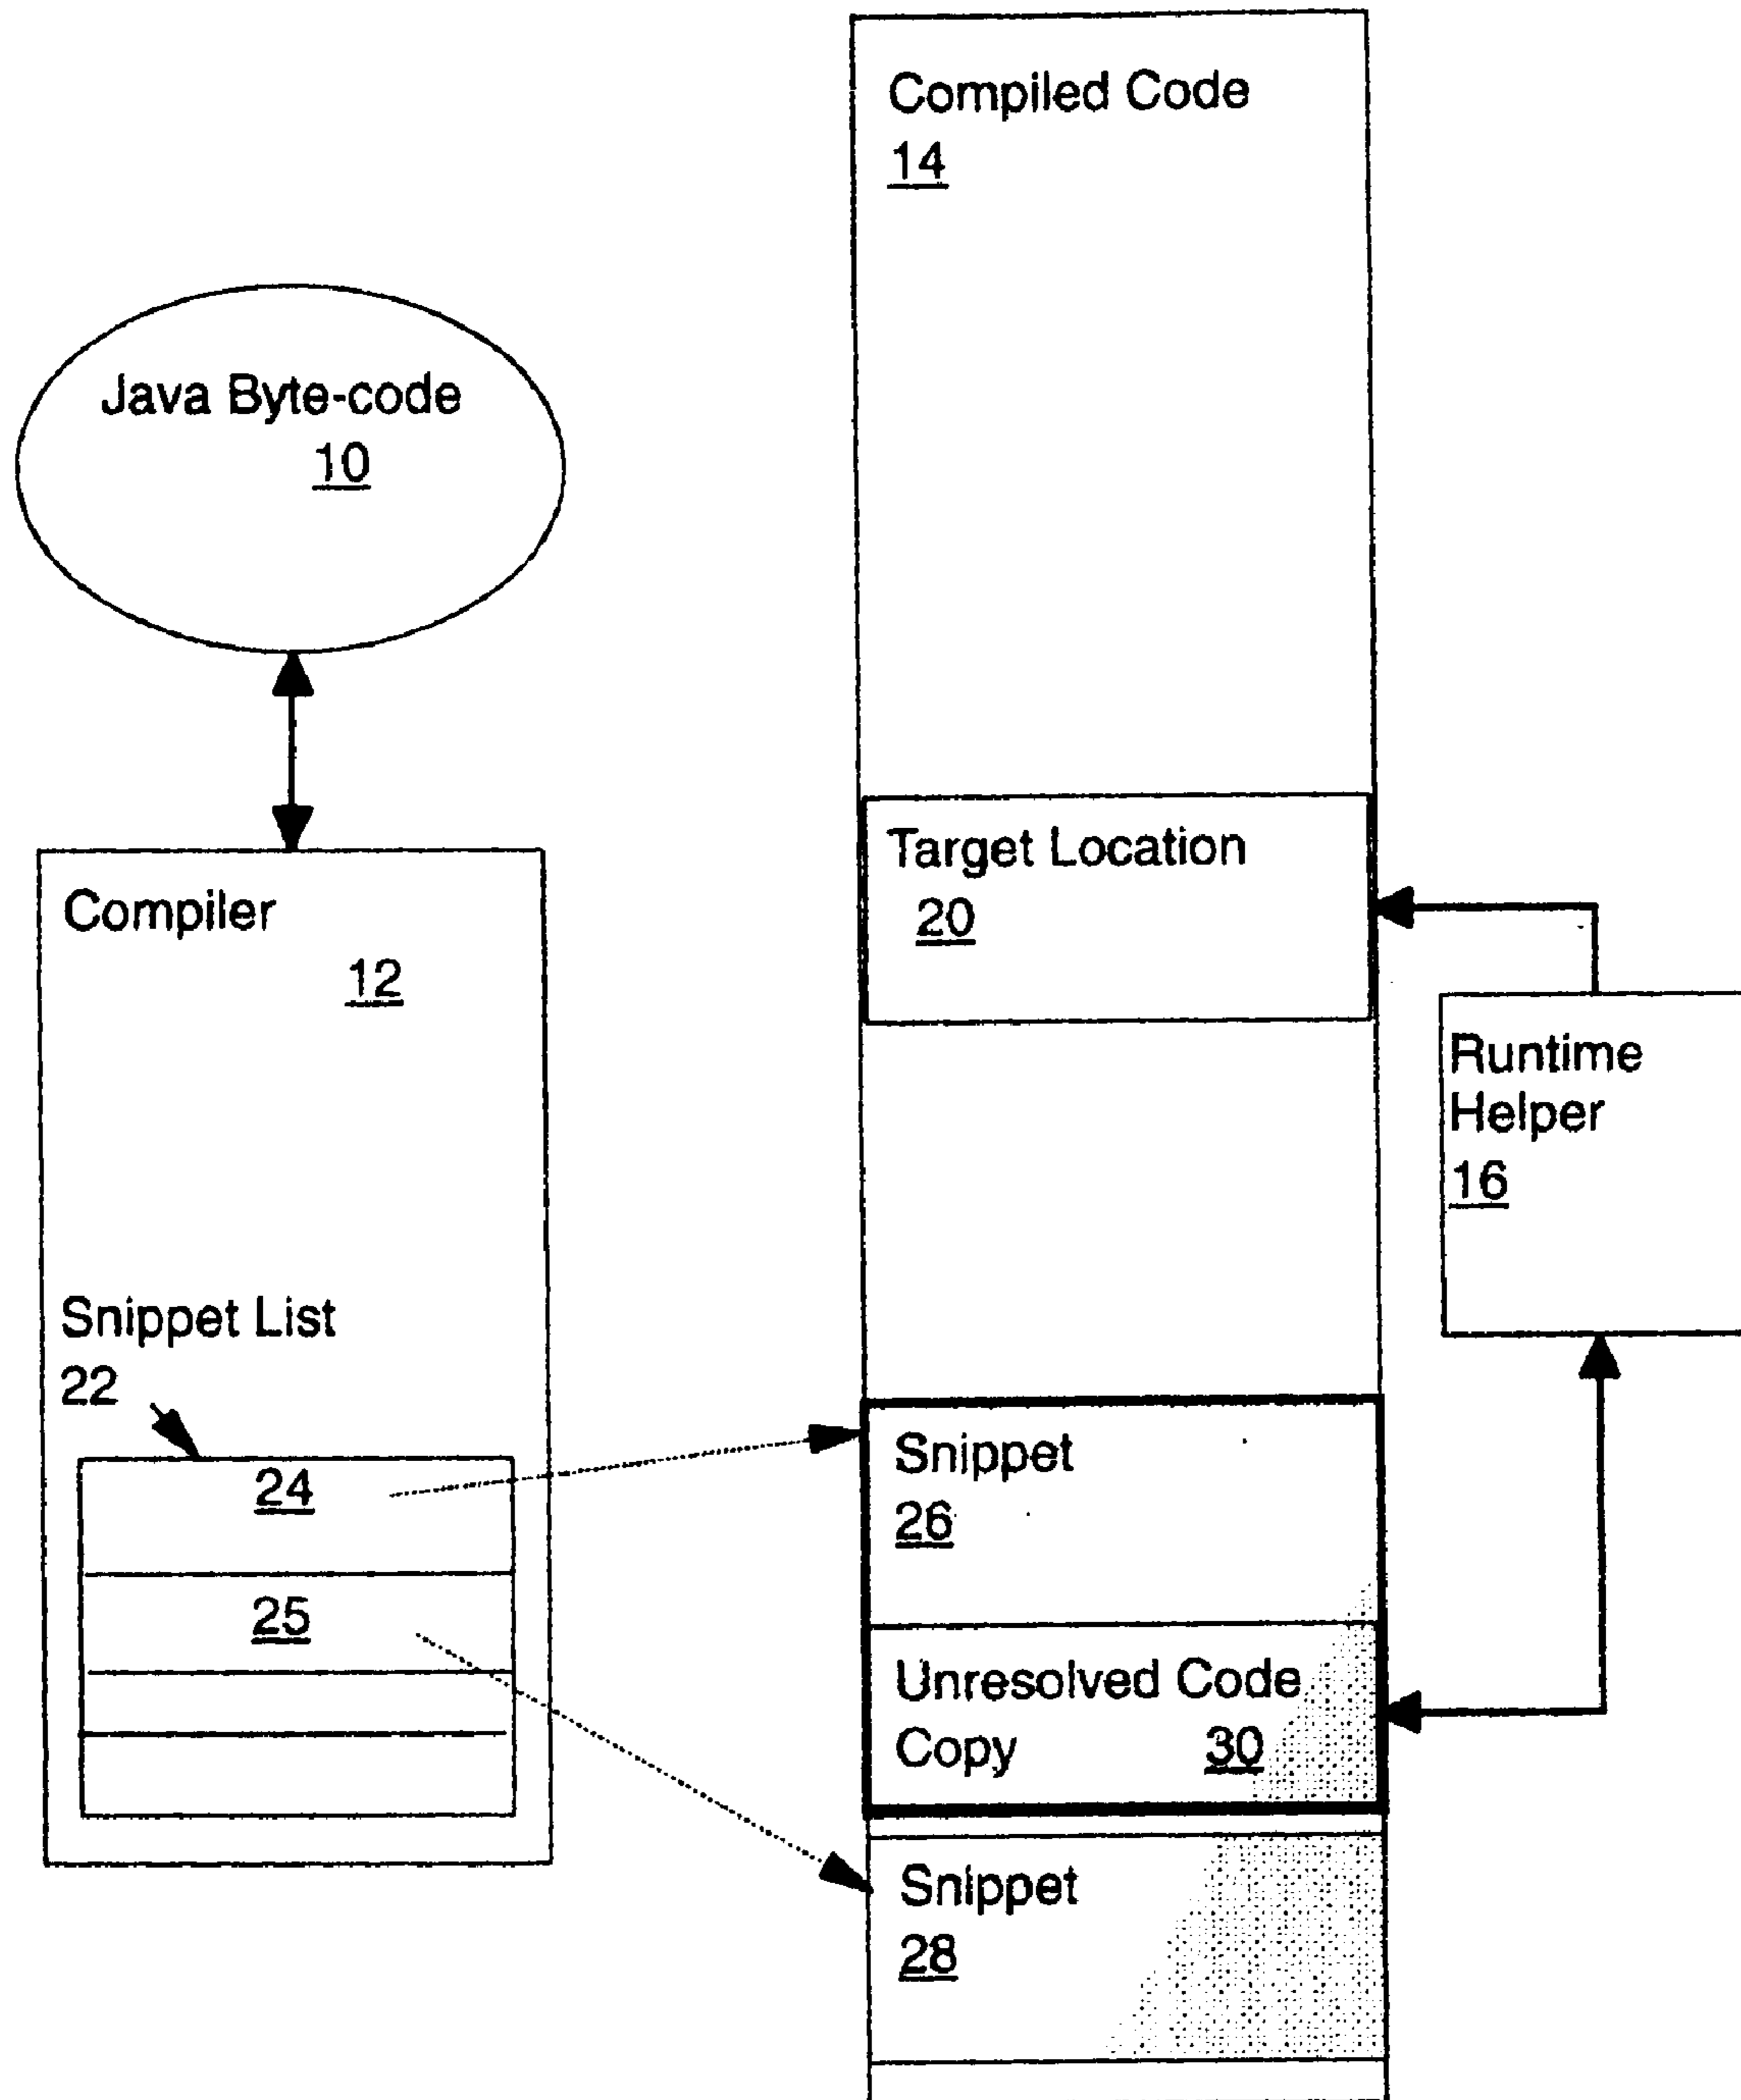 Java Byte-code
10
Compiler
12
Snippet List
22
24
25
Compiled Code
14
Target Location
20
Snippet
26
Unresolved Code
Copy 30
Snippet
28
Runtime
Helper
16